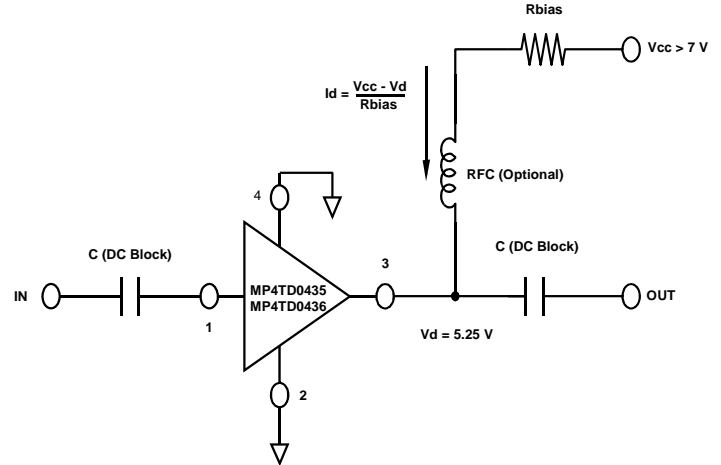 Rbias
Vcc > 7 V
Id = Vcc - Vd
Rbias
RFC (Optional)
4
C (DC Block)
C (DC Block)
3
MP4TD0435
MP4TD0436
IN
OUT
1
Vd = 5.25 V
2